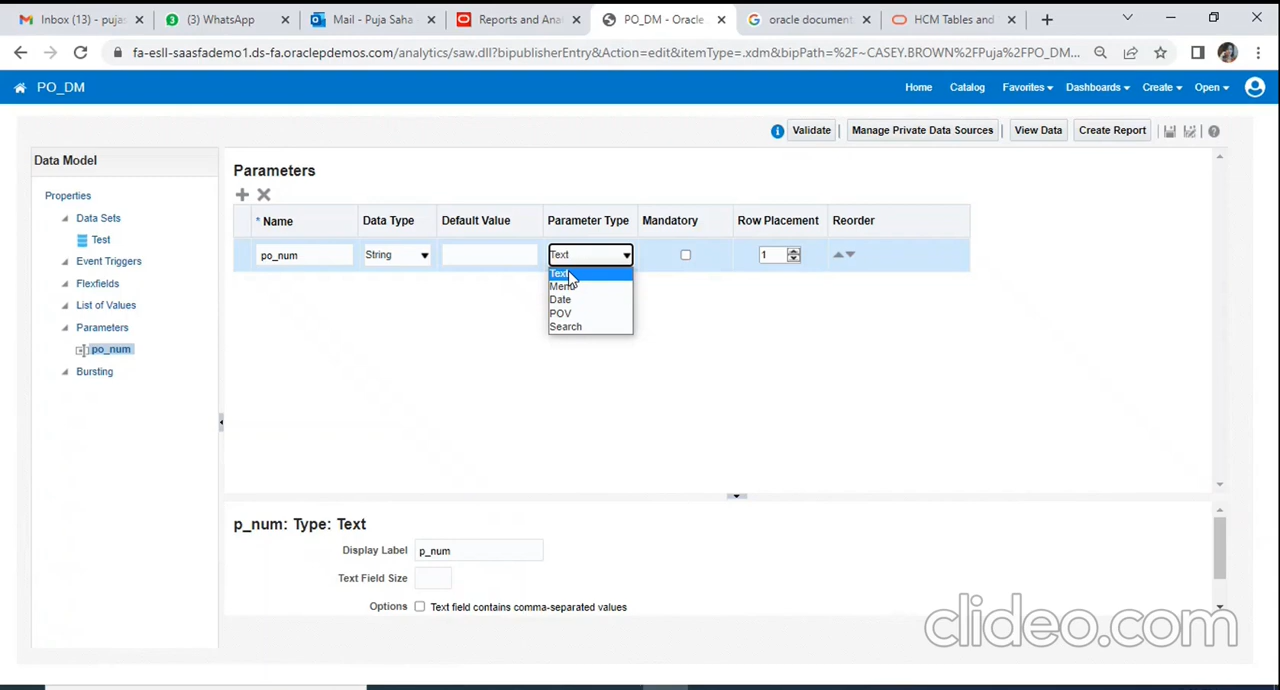 Inbox (13) - pujas
(3) WhatsApp
Mail - Puja Saha
Reports and Anal
PO_DM - Oracle
oracle document
HCM Tables and
fa-esll-saasfademo1.ds-fa.oraclepdemos.com/analytics/saw.dll?bipublisherEntry&Action=edit&itemType=.xdm&bipPath=%2F~CASEY.BROWN%2FPuja%2FPO_DM...
PO_DM
Home
Catalog
Favorites
Dashboards
Create
Open
Validate
Manage Private Data Sources
View Data
Create Report
Data Model
Properties
Data Sets
Test
Event Triggers
Flexfields
List of Values
Parameters
po_num
Bursting
Parameters
* Name
Data Type
Default Value
Parameter Type
Mandatory
Row Placement
Reorder
po_num
String
Text
1
Text
Menu
Date
POV
Search
p_num: Type: Text
Display Label
p_num
Text Field Size
Options
Text field contains comma-separated values
clideo.com